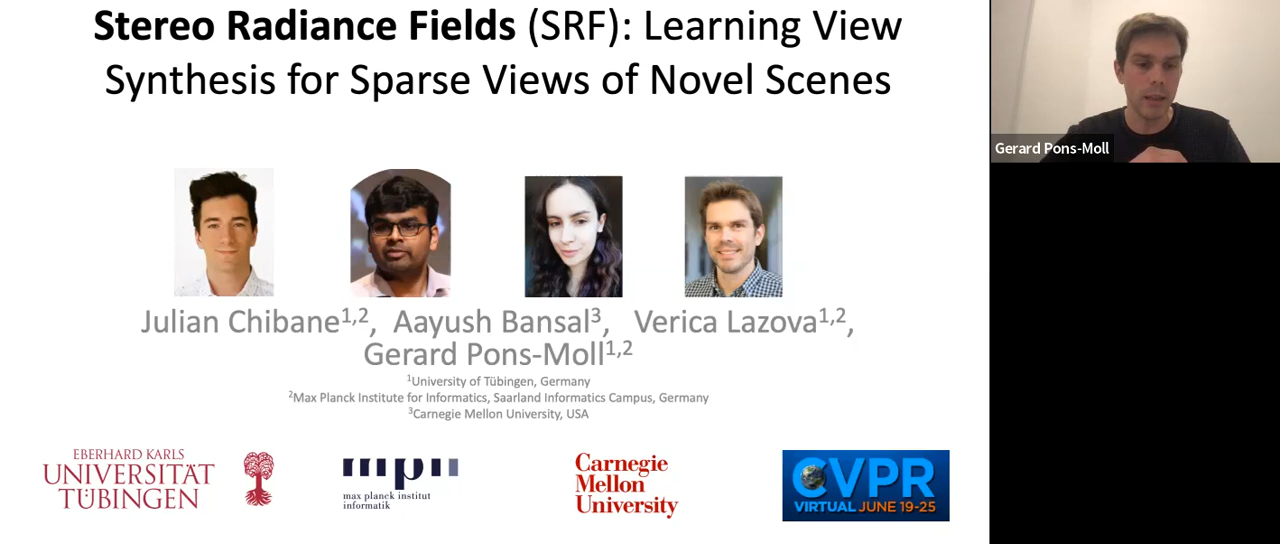 Stereo Radiance Fields (SRF): Learning View
Synthesis for Sparse Views of Novel Scenes
Julian Chibane1,2, Aayush Bansal3, Verica Lazova1,2,
Gerard Pons-Moll1,2
1University of Tübingen, Germany
2Max Planck Institute for Informatics, Saarland Informatics Campus, Germany
3Carnegie Mellon University, USA
EBERHARD KARLS
UNIVERSITÄT
TÜBINGEN
mpn
max planck institut
informatik
Carnegie
Mellon
University
CVPR
VIRTUAL JUNE 19-25
Gerard Pons-Moll